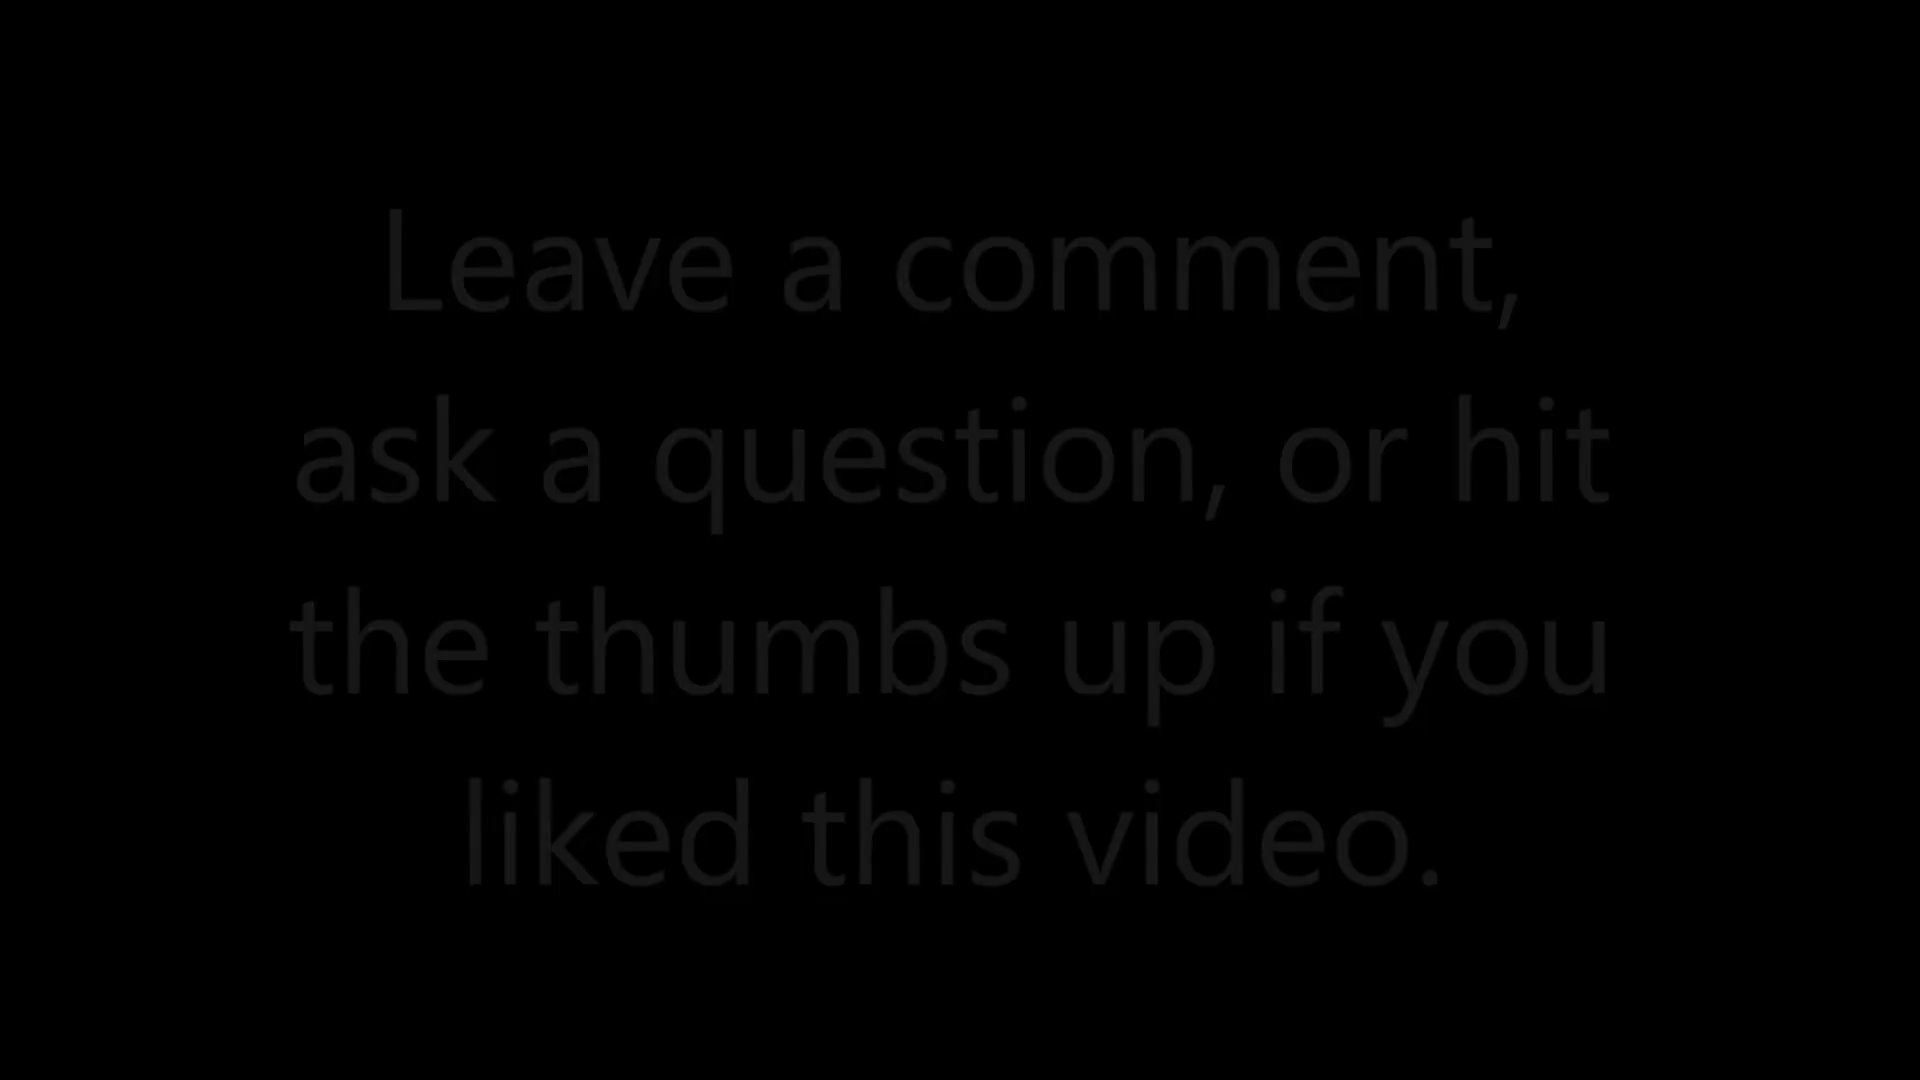 Leave a comment,
ask a question, or hit
the thumbs up if you
liked this video.